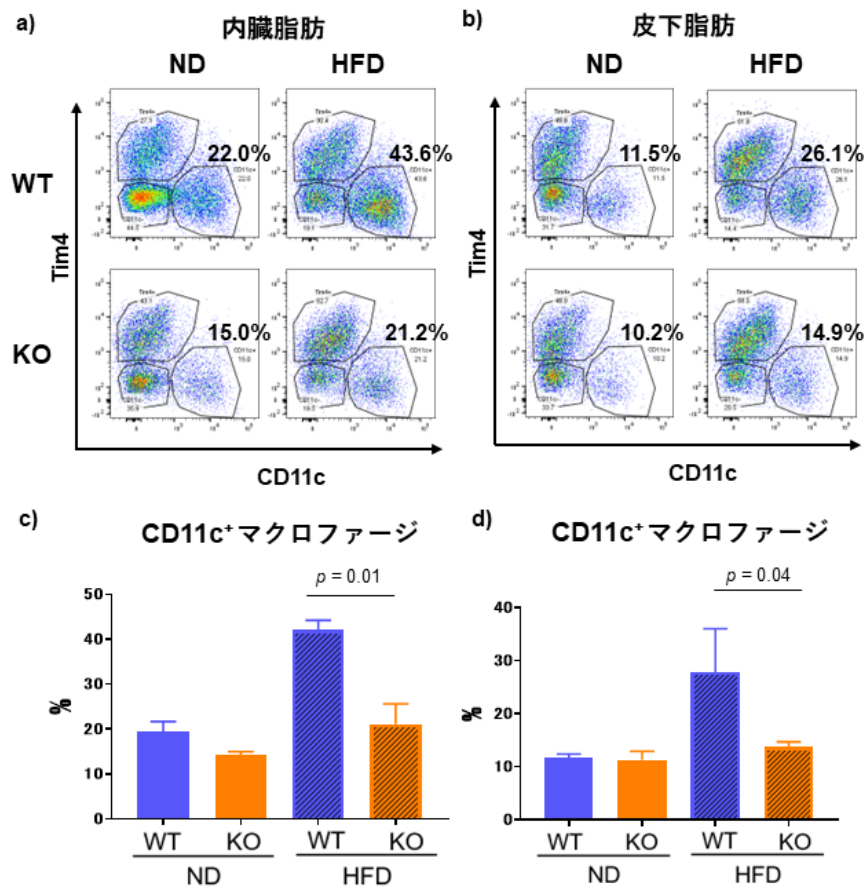 a)
内臓脂肪
ND
HFD
WT
KO
Tim4
22.0%
43.6%
15.0%
21.2%
CD11c
b)
皮下脂肪
ND
HFD
Tim4
11.5%
26.1%
10.2%
14.9%
CD11c
c)
CD11c⁺ マクロファージ
p = 0.01
%
50
40
30
20
10
0
WT
KO
WT
KO
ND
HFD
d)
CD11c⁺ マクロファージ
p = 0.04
%
40
30
20
10
0
WT
KO
WT
KO
ND
HFD